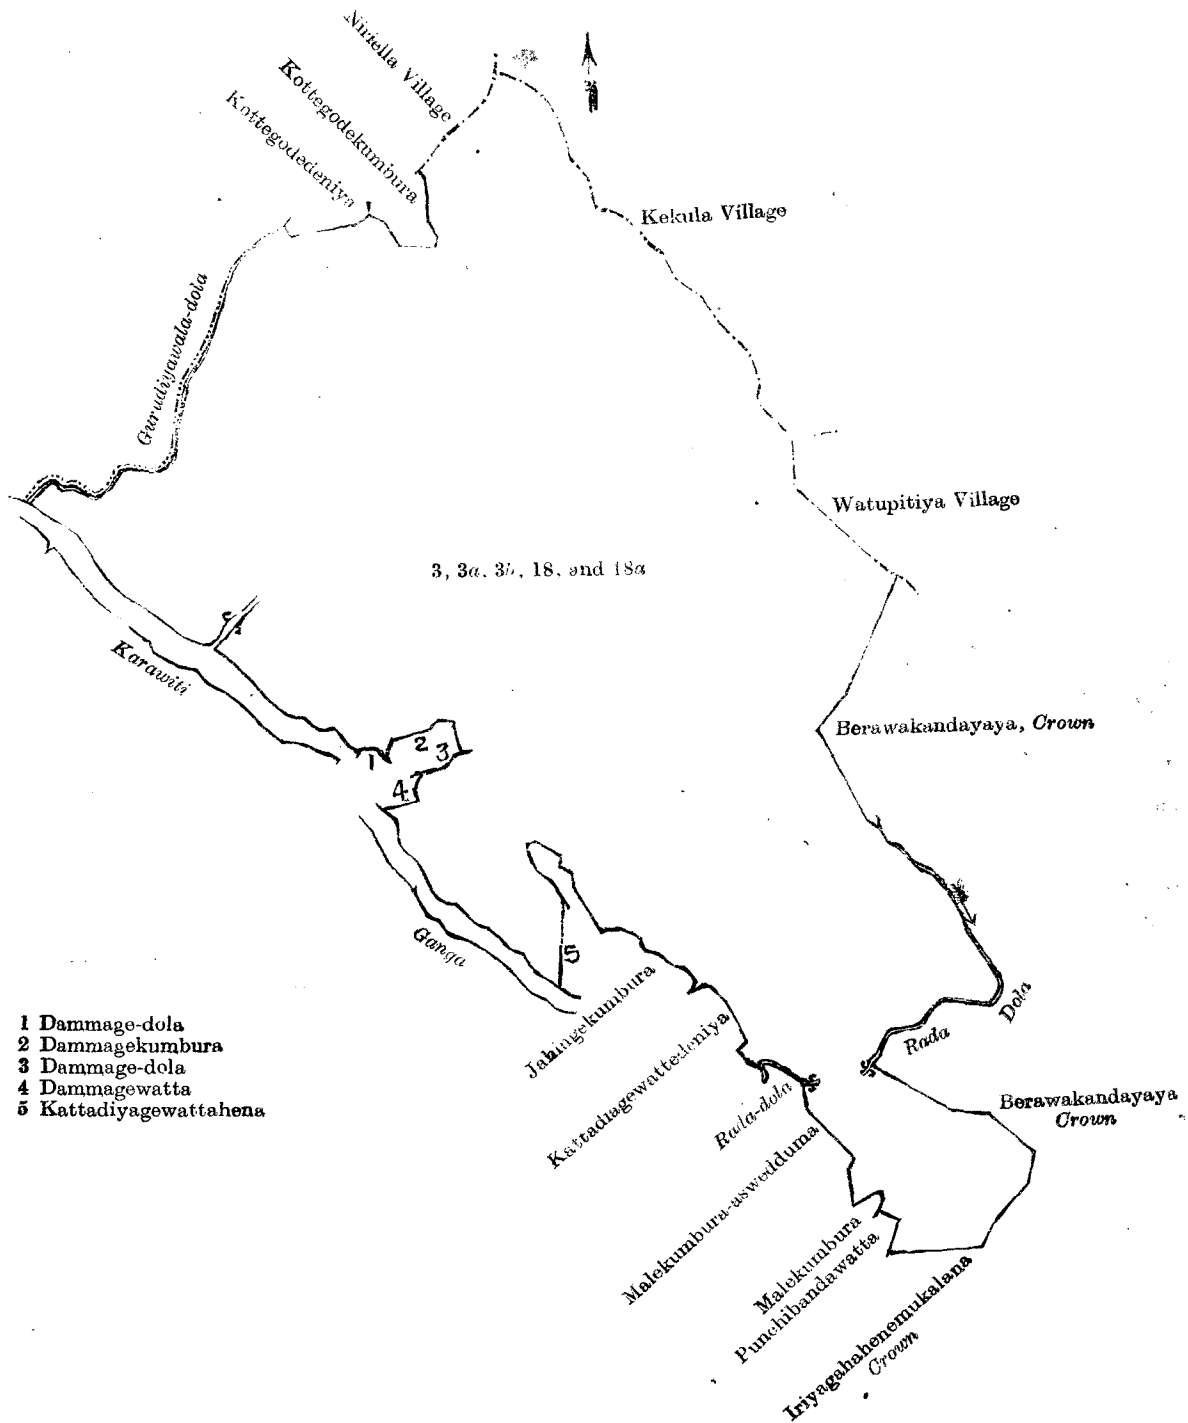 Niriella Village
Kottegodekumbura
Kottegodedeniya
Kekula Village
Gurudiyawala-dola
Watupitiya Village
3, 3a, 3b, 18, and 18a
Karawiti
Berawakandayaya, Crown
1
2
3
4
Ganga
5
Dola
Rada
Jahingekumbura
Kattadiagewattedeniya
Rada-dola
Berawakandayaya
Crown
Malekumbura-aswedduma
Malekumbura
Punchibandawatta
Iriyagahahenemukalana
Crown
1 Dammage-dola
2 Dammagekumbura
3 Dammage-dola
4 Dammagewatta
5 Kattadiyagewattahena